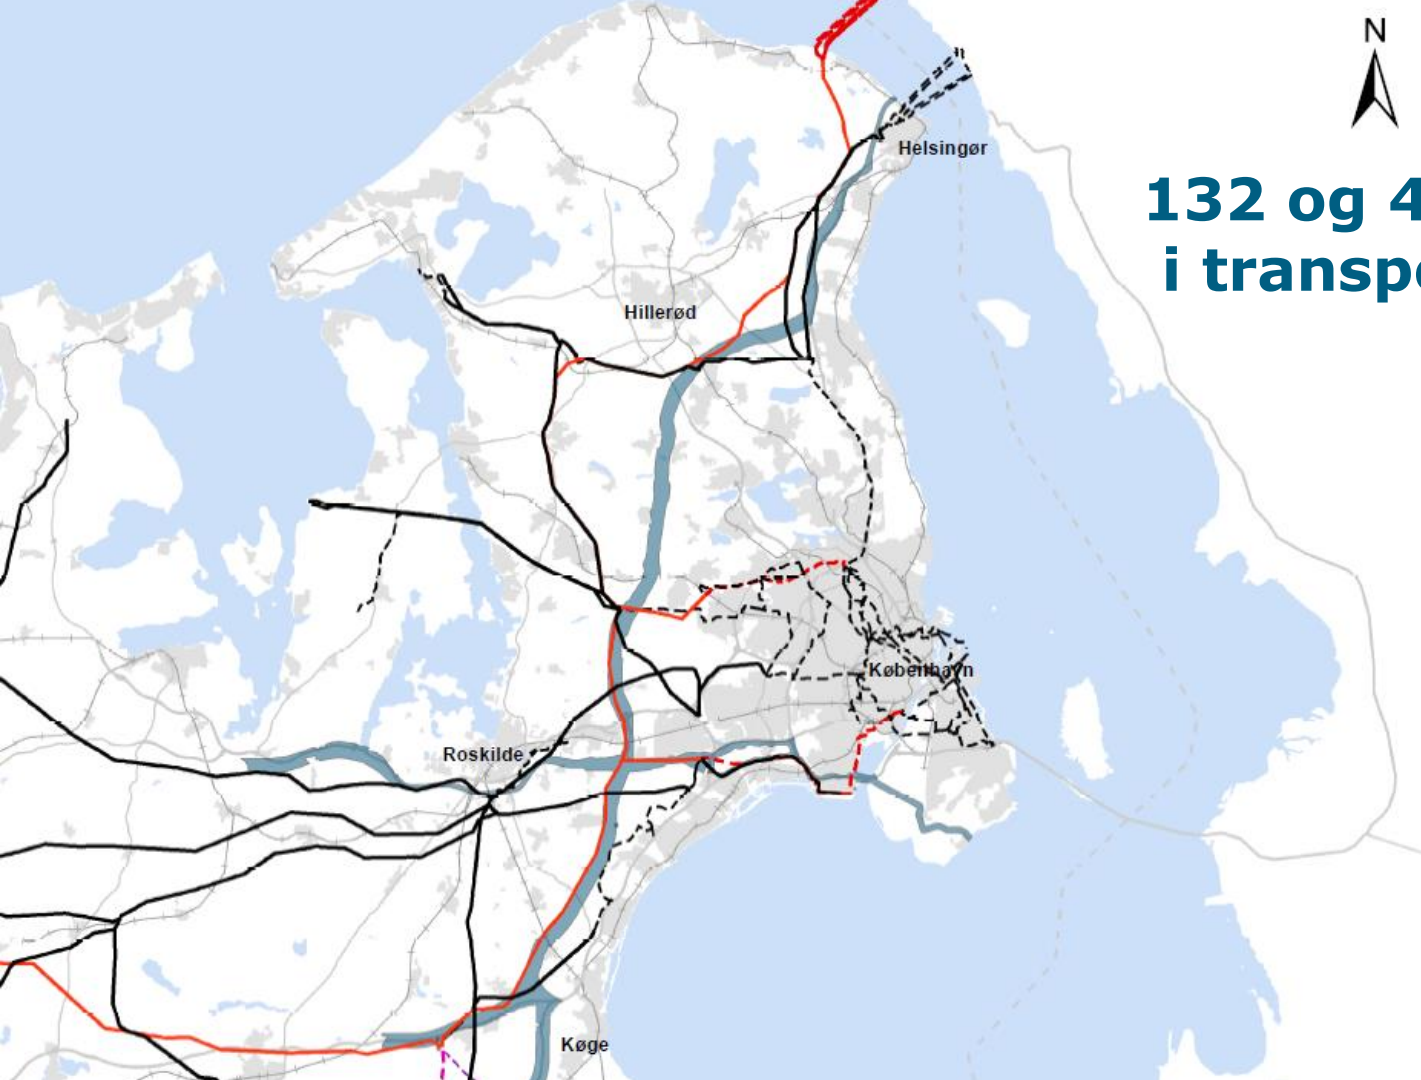 N
Helsingør
132 og 4
i transp
Hillerød
København
Roskilde
Køge